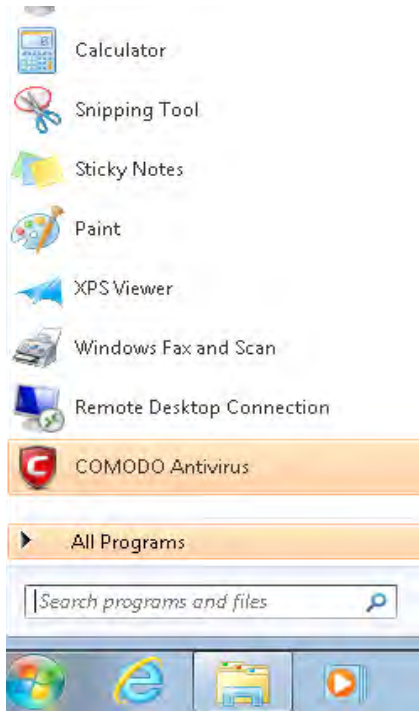 Calculator
Snipping Tool
Sticky Notes
Paint
XPS Viewer
Windows Fax and Scan
Remote Desktop Connection
COMODO Antivirus
All Programs
Search programs and files